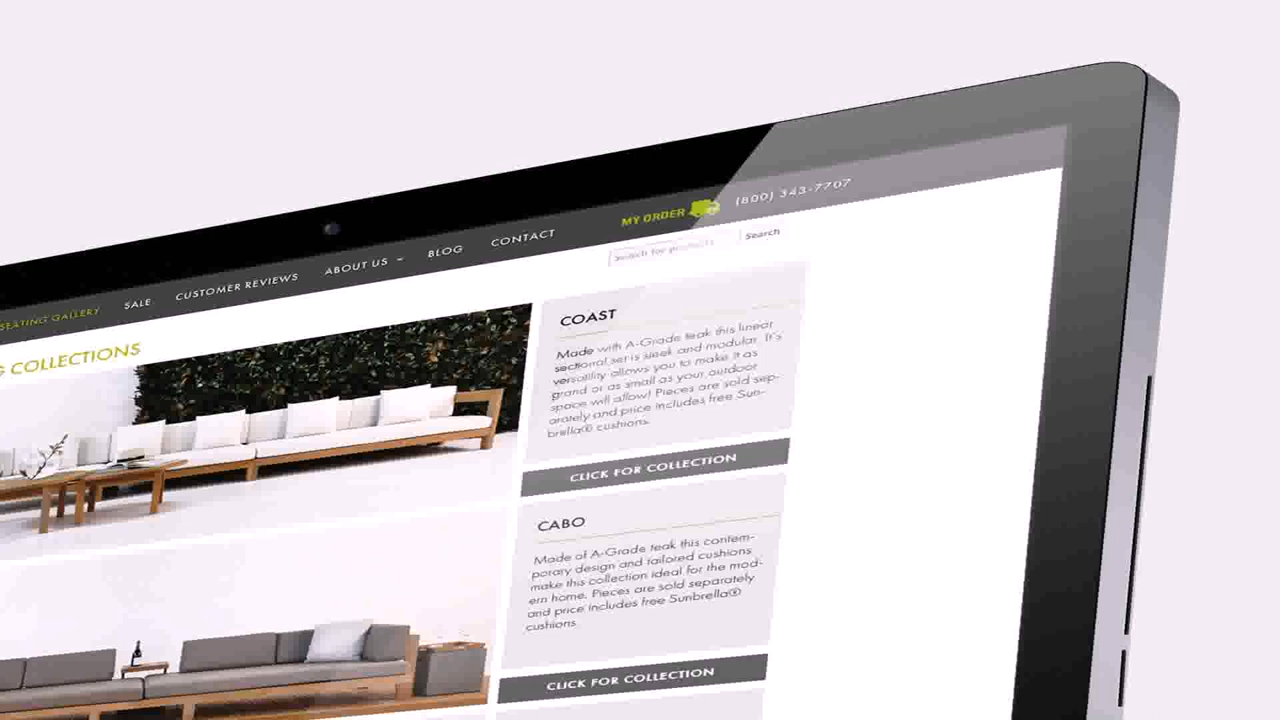 MY ORDER (800) 343-7707
SEATING GALLERY SALE CUSTOMER REVIEWS ABOUT US BLOG CONTACT
Search for products Search
G COLLECTIONS
COAST
Made with A-Grade teak this linear
sectional set is sleek and modular. It's
versatility allows you to make it as
grand or as small as your outdoor
space will allow! Pieces are sold sep-
arately and price includes free Sun-
brella® cushions.
CLICK FOR COLLECTION
CABO
Made of A-Grade teak this contem-
porary design and tailored cushions
make this collection ideal for the mod-
ern home. Pieces are sold separately
and price includes free Sunbrella®
cushions.
CLICK FOR COLLECTION